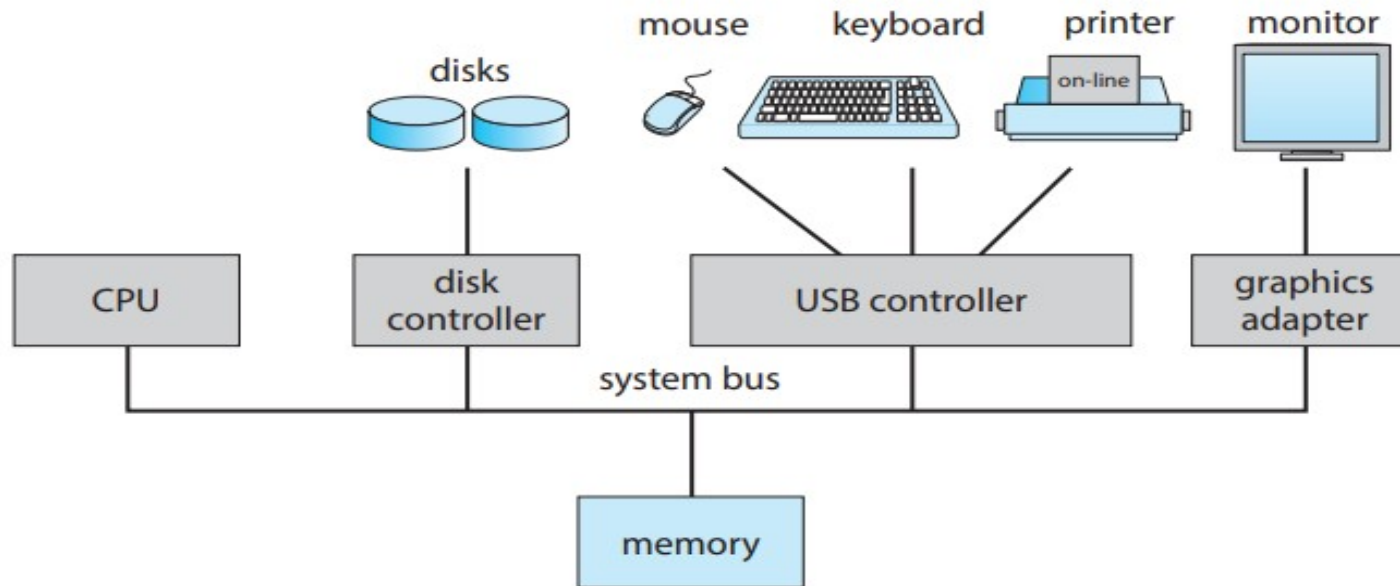 mouse
keyboard
printer
monitor
disks
on-line
CPU
disk
controller
USB controller
graphics
adapter
system bus
memory